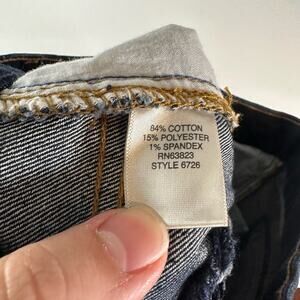 84% COTTON
15% POLYESTER
1% SPANDEX
RN63823
STYLE 6726